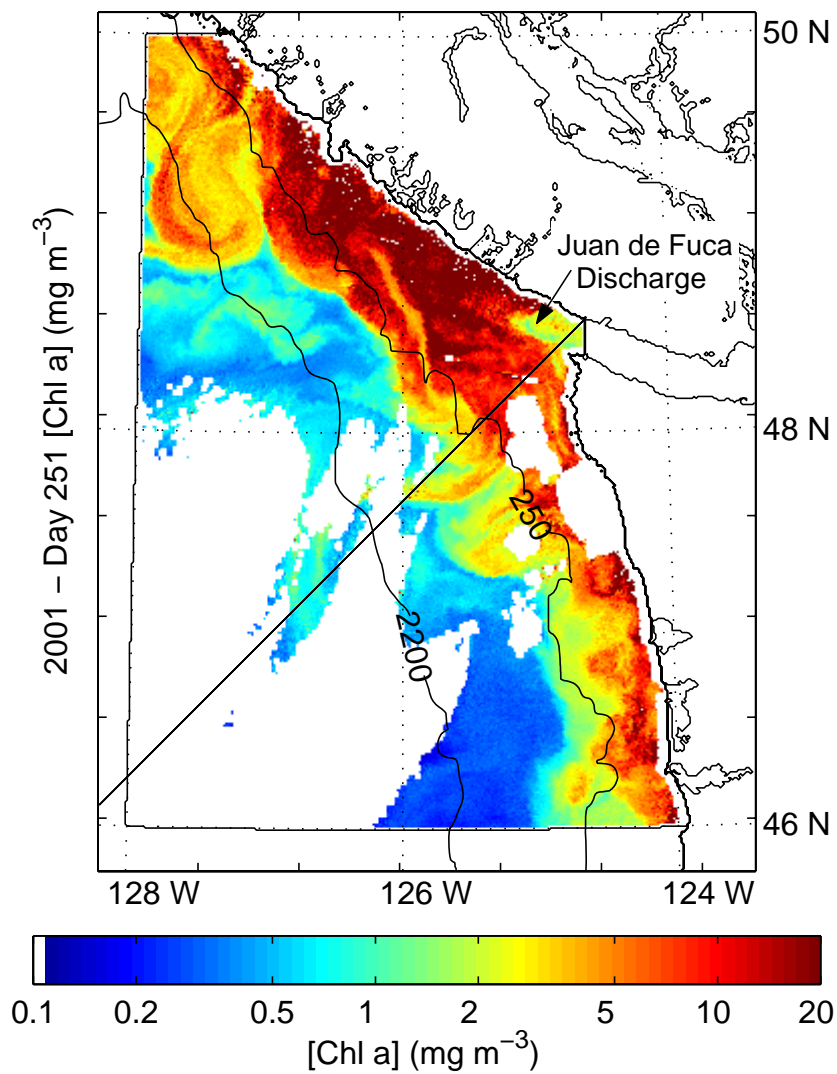 50 N
Juan de Fuca
Discharge
2001 − Day 251 [Chl a] (mg m⁻³)
48 N
250
2200
46 N
128 W 126 W 124 W
0.1 0.2 0.5 1 2 5 10 20
[Chl a] (mg m⁻³)